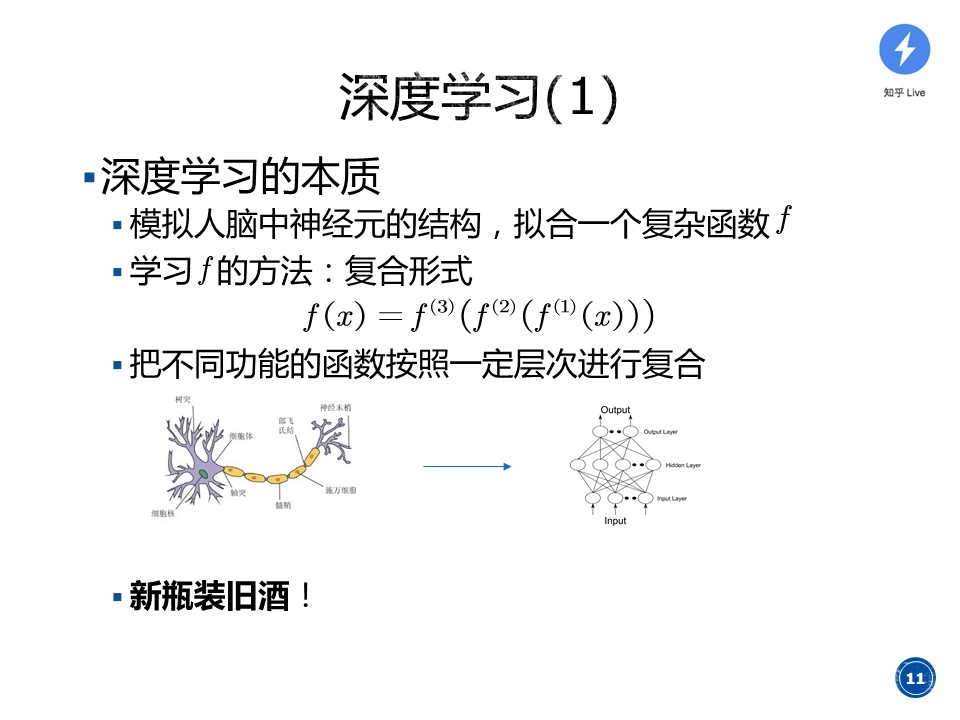 知乎 Live
深度学习(1)
▪深度学习的本质
▪模拟人脑中神经元的结构，拟合一个复杂函数 f
▪学习 f 的方法：复合形式
f(x) = f⁽³⁾(f⁽²⁾(f⁽¹⁾(x)))
▪把不同功能的函数按照一定层次进行复合
树突
细胞体
郎飞
氏结
神经末梢
轴突
髓鞘
施万细胞
细胞核
Output
Output Layer
Hidden Layer
Input Layer
Input
▪新瓶装旧酒！
11